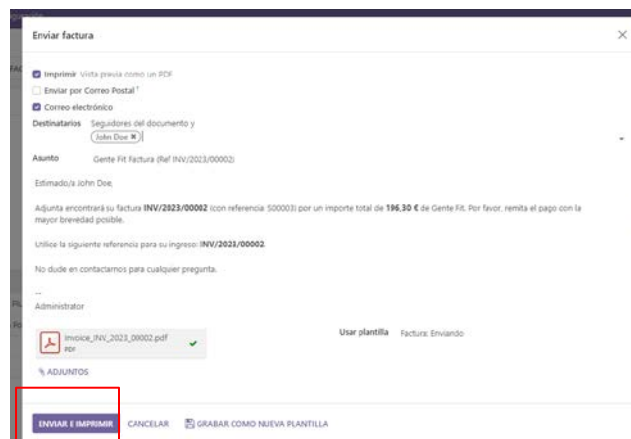 Enviar factura
Imprimir Vista previa como un PDF
Enviar por Correo Postal
Correo electrónico
Destinatarios Seguidores del documento y
John Doe ✖
Asunto Gente Fit Factura (Ref INV/2023/00002)
Estimado/a John Doe,
Adjunta encontrará su factura INV/2023/00002 (con referencia: S00003) por un importe total de 196,30 € de Gente Fit. Por favor, remita el pago con la
mayor brevedad posible.
Utilice la siguiente referencia para su ingreso: INV/2023/00002.
No dude en contactarnos para cualquier pregunta.
--
Administrator
Invoice_INV_2023_00002.pdf
PDF
Usar plantilla Factura: Enviando
ADJUNTOS
ENVIAR E IMPRIMIR CANCELAR GRABAR COMO NUEVA PLANTILLA